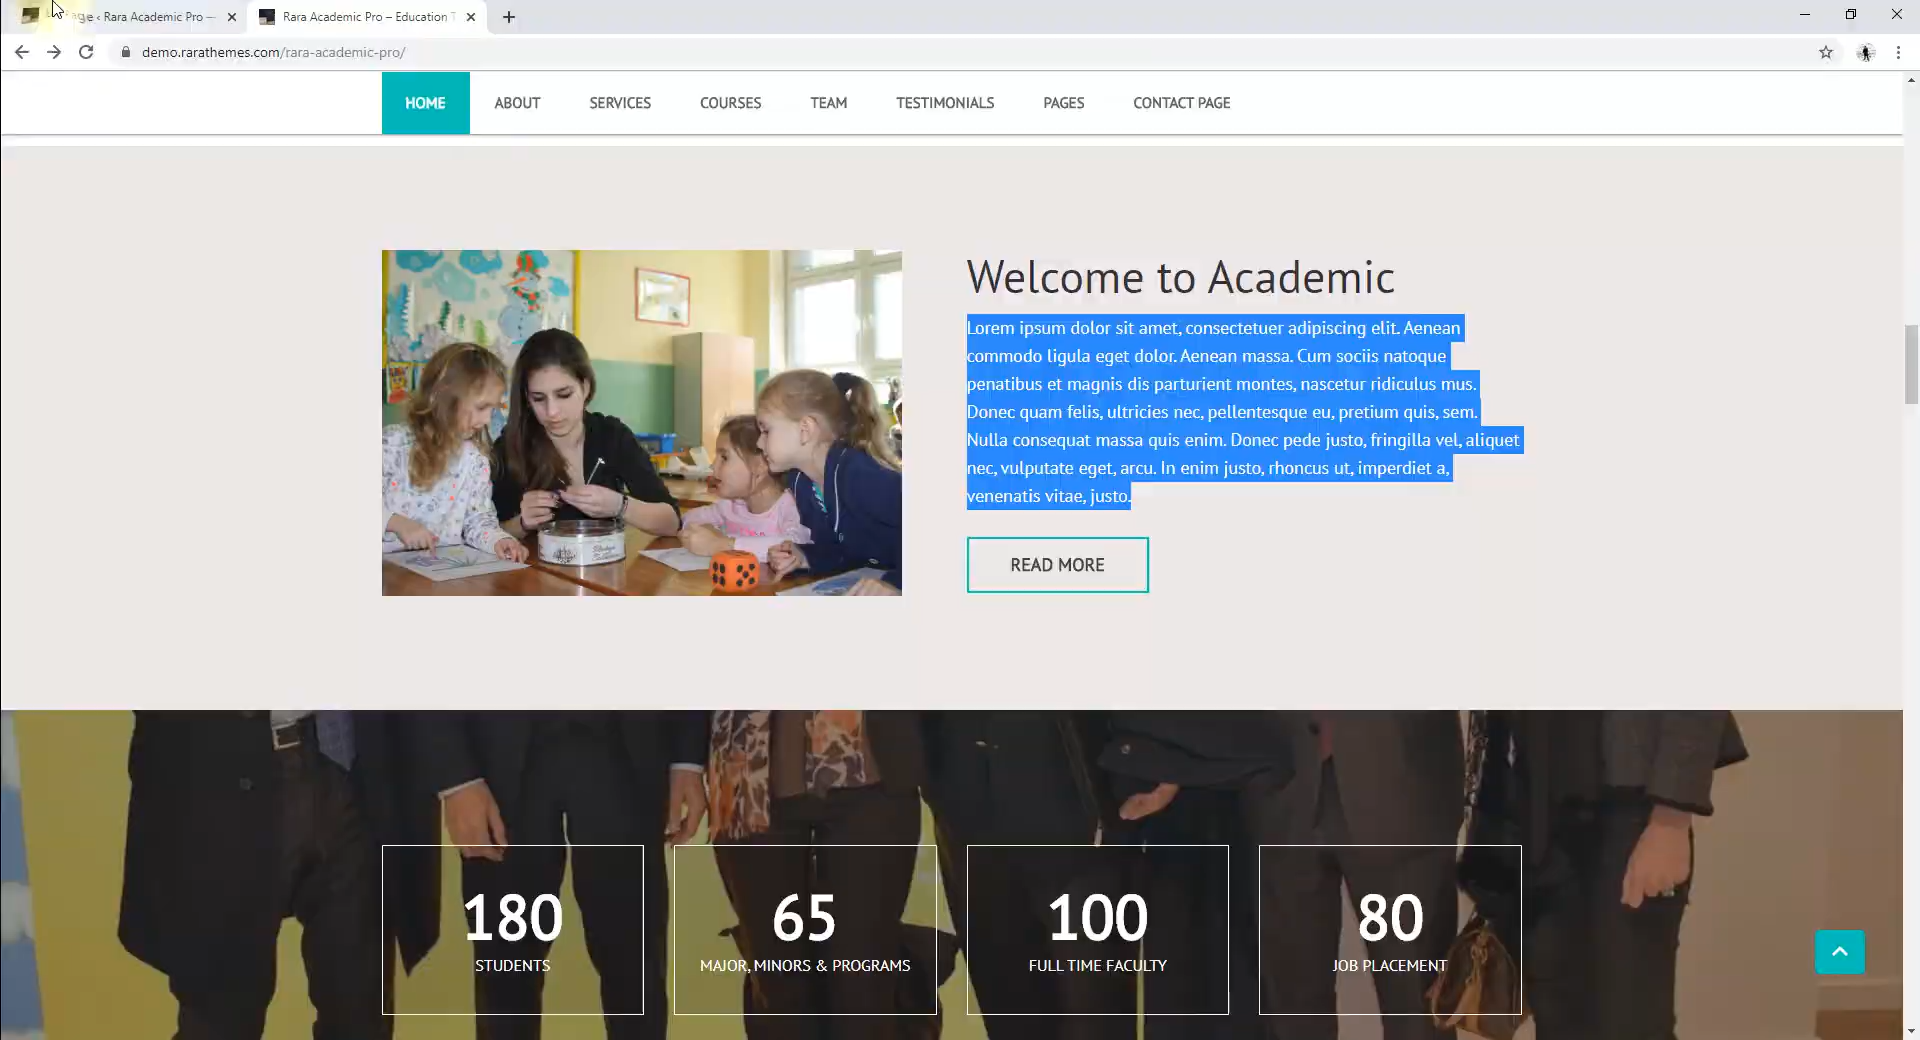 age ‹ Rara Academic Pro —
Rara Academic Pro – Education T
demo.rarathemes.com/rara-academic-pro/
HOME ABOUT SERVICES COURSES TEAM TESTIMONIALS PAGES CONTACT PAGE
Welcome to Academic
Lorem ipsum dolor sit amet, consectetuer adipiscing elit. Aenean
commodo ligula eget dolor. Aenean massa. Cum sociis natoque
penatibus et magnis dis parturient montes, nascetur ridiculus mus.
Donec quam felis, ultricies nec, pellentesque eu, pretium quis, sem.
Nulla consequat massa quis enim. Donec pede justo, fringilla vel, aliquet
nec, vulputate eget, arcu. In enim justo, rhoncus ut, imperdiet a,
venenatis vitae, justo.
READ MORE
180
STUDENTS
65
MAJOR, MINORS & PROGRAMS
100
FULL TIME FACULTY
80
JOB PLACEMENT